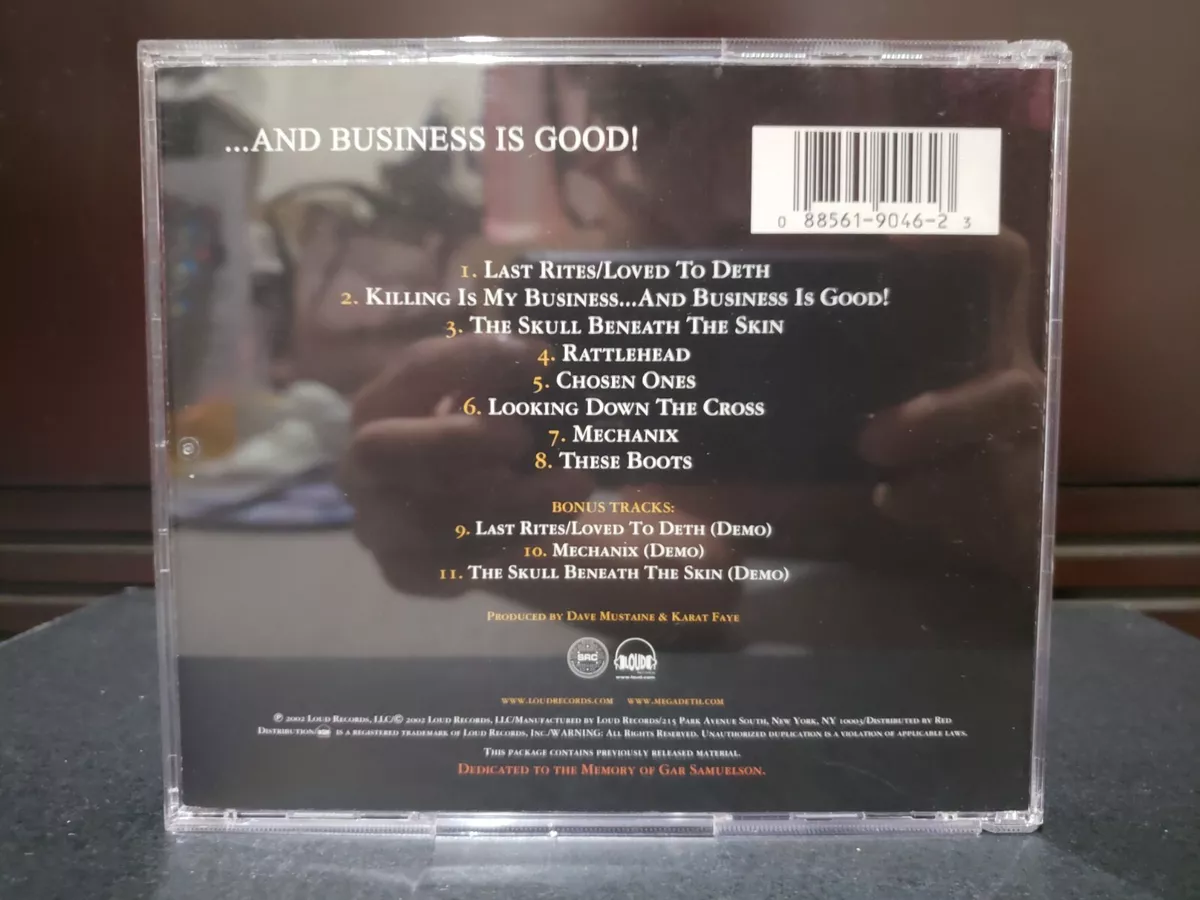 ...AND BUSINESS IS GOOD!
0 88561-9046-2 3
1. LAST RITES/LOVED TO DETH
2. KILLING IS MY BUSINESS...AND BUSINESS IS GOOD!
3. THE SKULL BENEATH THE SKIN
4. RATTLEHEAD
5. CHOSEN ONES
6. LOOKING DOWN THE CROSS
7. MECHANIX
8. THESE BOOTS
BONUS TRACKS:
9. LAST RITES/LOVED TO DETH (DEMO)
10. MECHANIX (DEMO)
11. THE SKULL BENEATH THE SKIN (DEMO)
PRODUCED BY DAVE MUSTAINE & KARAT FAYE
SRC LOUD
www.loud.com
WWW.LOUDRECORDS.COM WWW.MEGADETH.COM
℗ 2002 LOUD RECORDS, LLC/© 2002 LOUD RECORDS, LLC/MANUFACTURED BY LOUD RECORDS/215 PARK AVENUE SOUTH, NEW YORK, NY 10003/DISTRIBUTED BY RED
DISTRIBUTION/ IS A REGISTERED TRADEMARK OF LOUD RECORDS, INC./WARNING: ALL RIGHTS RESERVED. UNAUTHORIZED DUPLICATION IS A VIOLATION OF APPLICABLE LAWS.
THIS PACKAGE CONTAINS PREVIOUSLY RELEASED MATERIAL.
DEDICATED TO THE MEMORY OF GAR SAMUELSON.